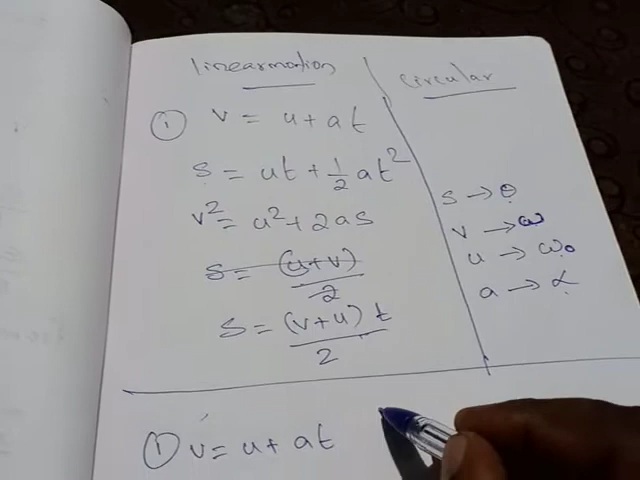 linearmotion
① v = u + at
s = ut + 1/2 at²
v² = u² + 2as
s = (u+v)/2
s = (v+u) t/2
circular
s → θ
v → ω
u → ω₀
a → α
① v = u + at